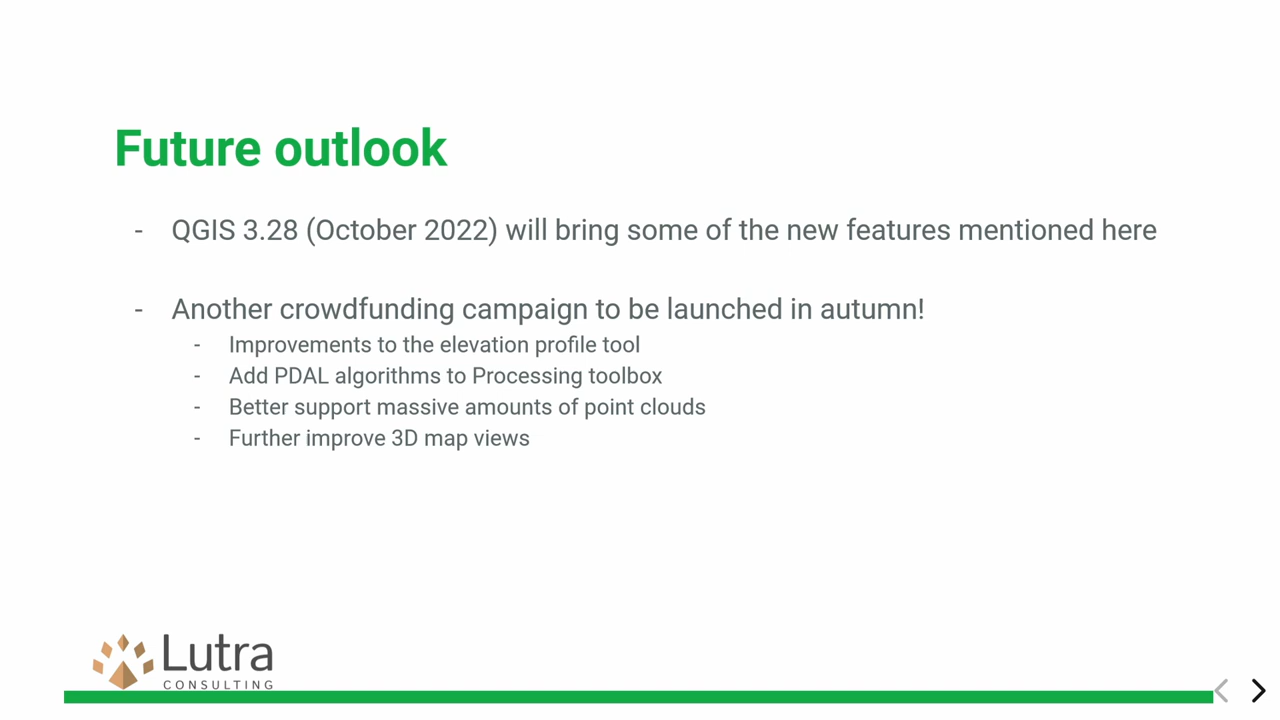 Future outlook
- QGIS 3.28 (October 2022) will bring some of the new features mentioned here
- Another crowdfunding campaign to be launched in autumn!
- Improvements to the elevation profile tool
- Add PDAL algorithms to Processing toolbox
- Better support massive amounts of point clouds
- Further improve 3D map views
Lutra
CONSULTING